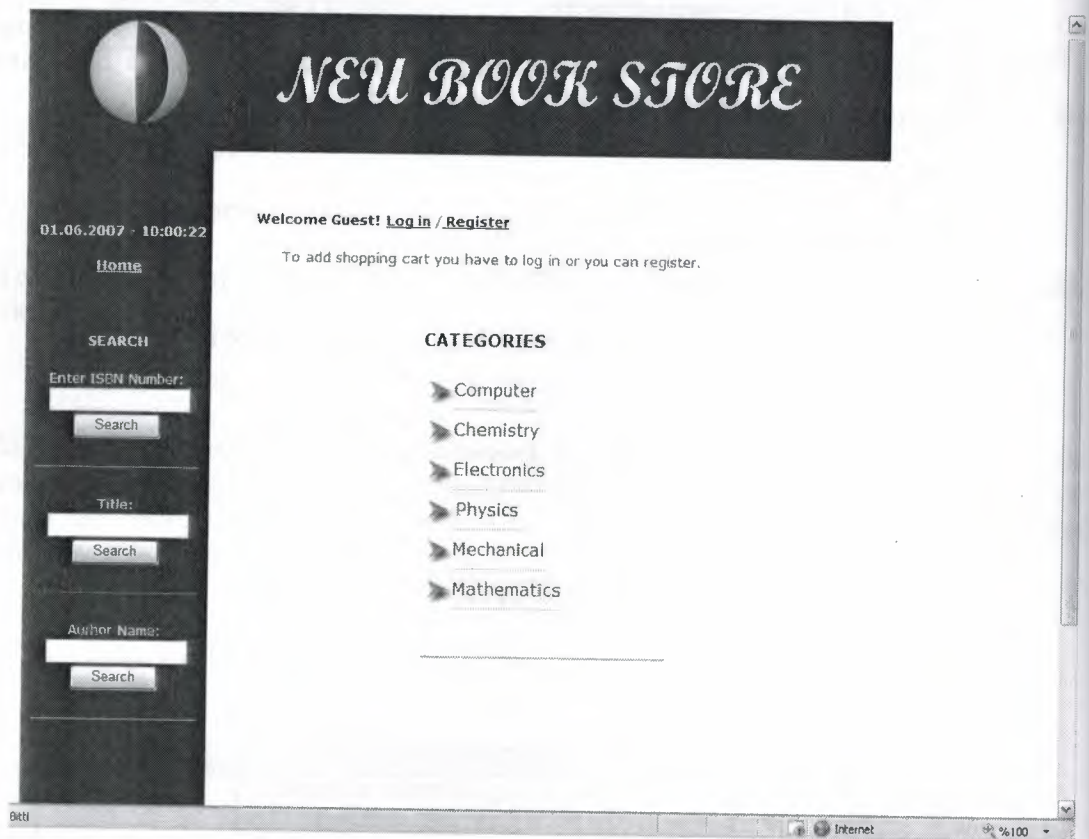 NEU BOOK STORE
01.06.2007 - 10:00:22
Home
SEARCH
Enter ISBN Number:
Search
Title:
Search
Author Name:
Search
Welcome Guest! Log in / Register
To add shopping cart you have to log in or you can register.
CATEGORIES
Computer
Chemistry
Electronics
Physics
Mechanical
Mathematics
Bitti
Internet
%100